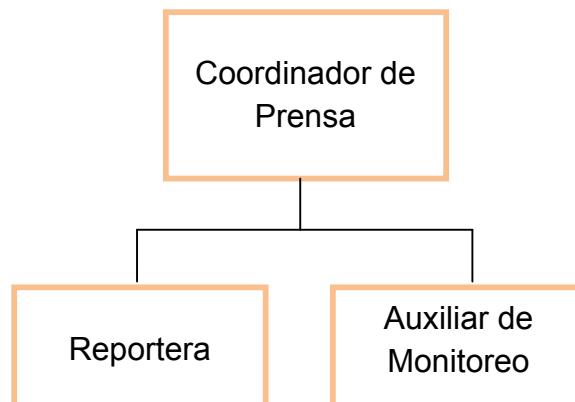 Coordinador de
Prensa
Reportera
Auxiliar de
Monitoreo